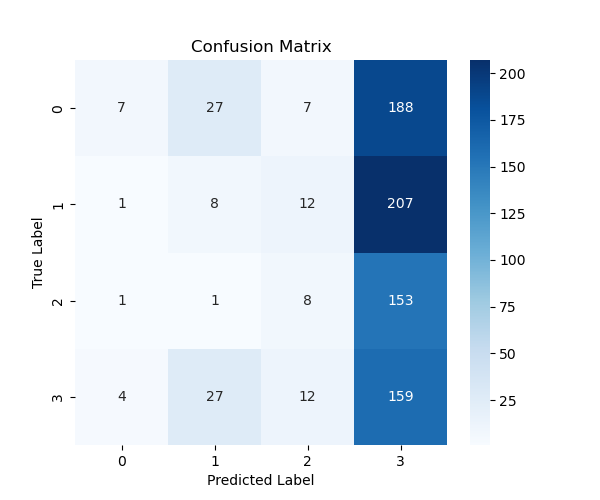 Confusion Matrix
0 7 27 7 188
1 1 8 12 207
2 1 1 8 153
3 4 27 12 159
0 1 2 3
Predicted Label
True Label
200
175
150
125
100
75
50
25